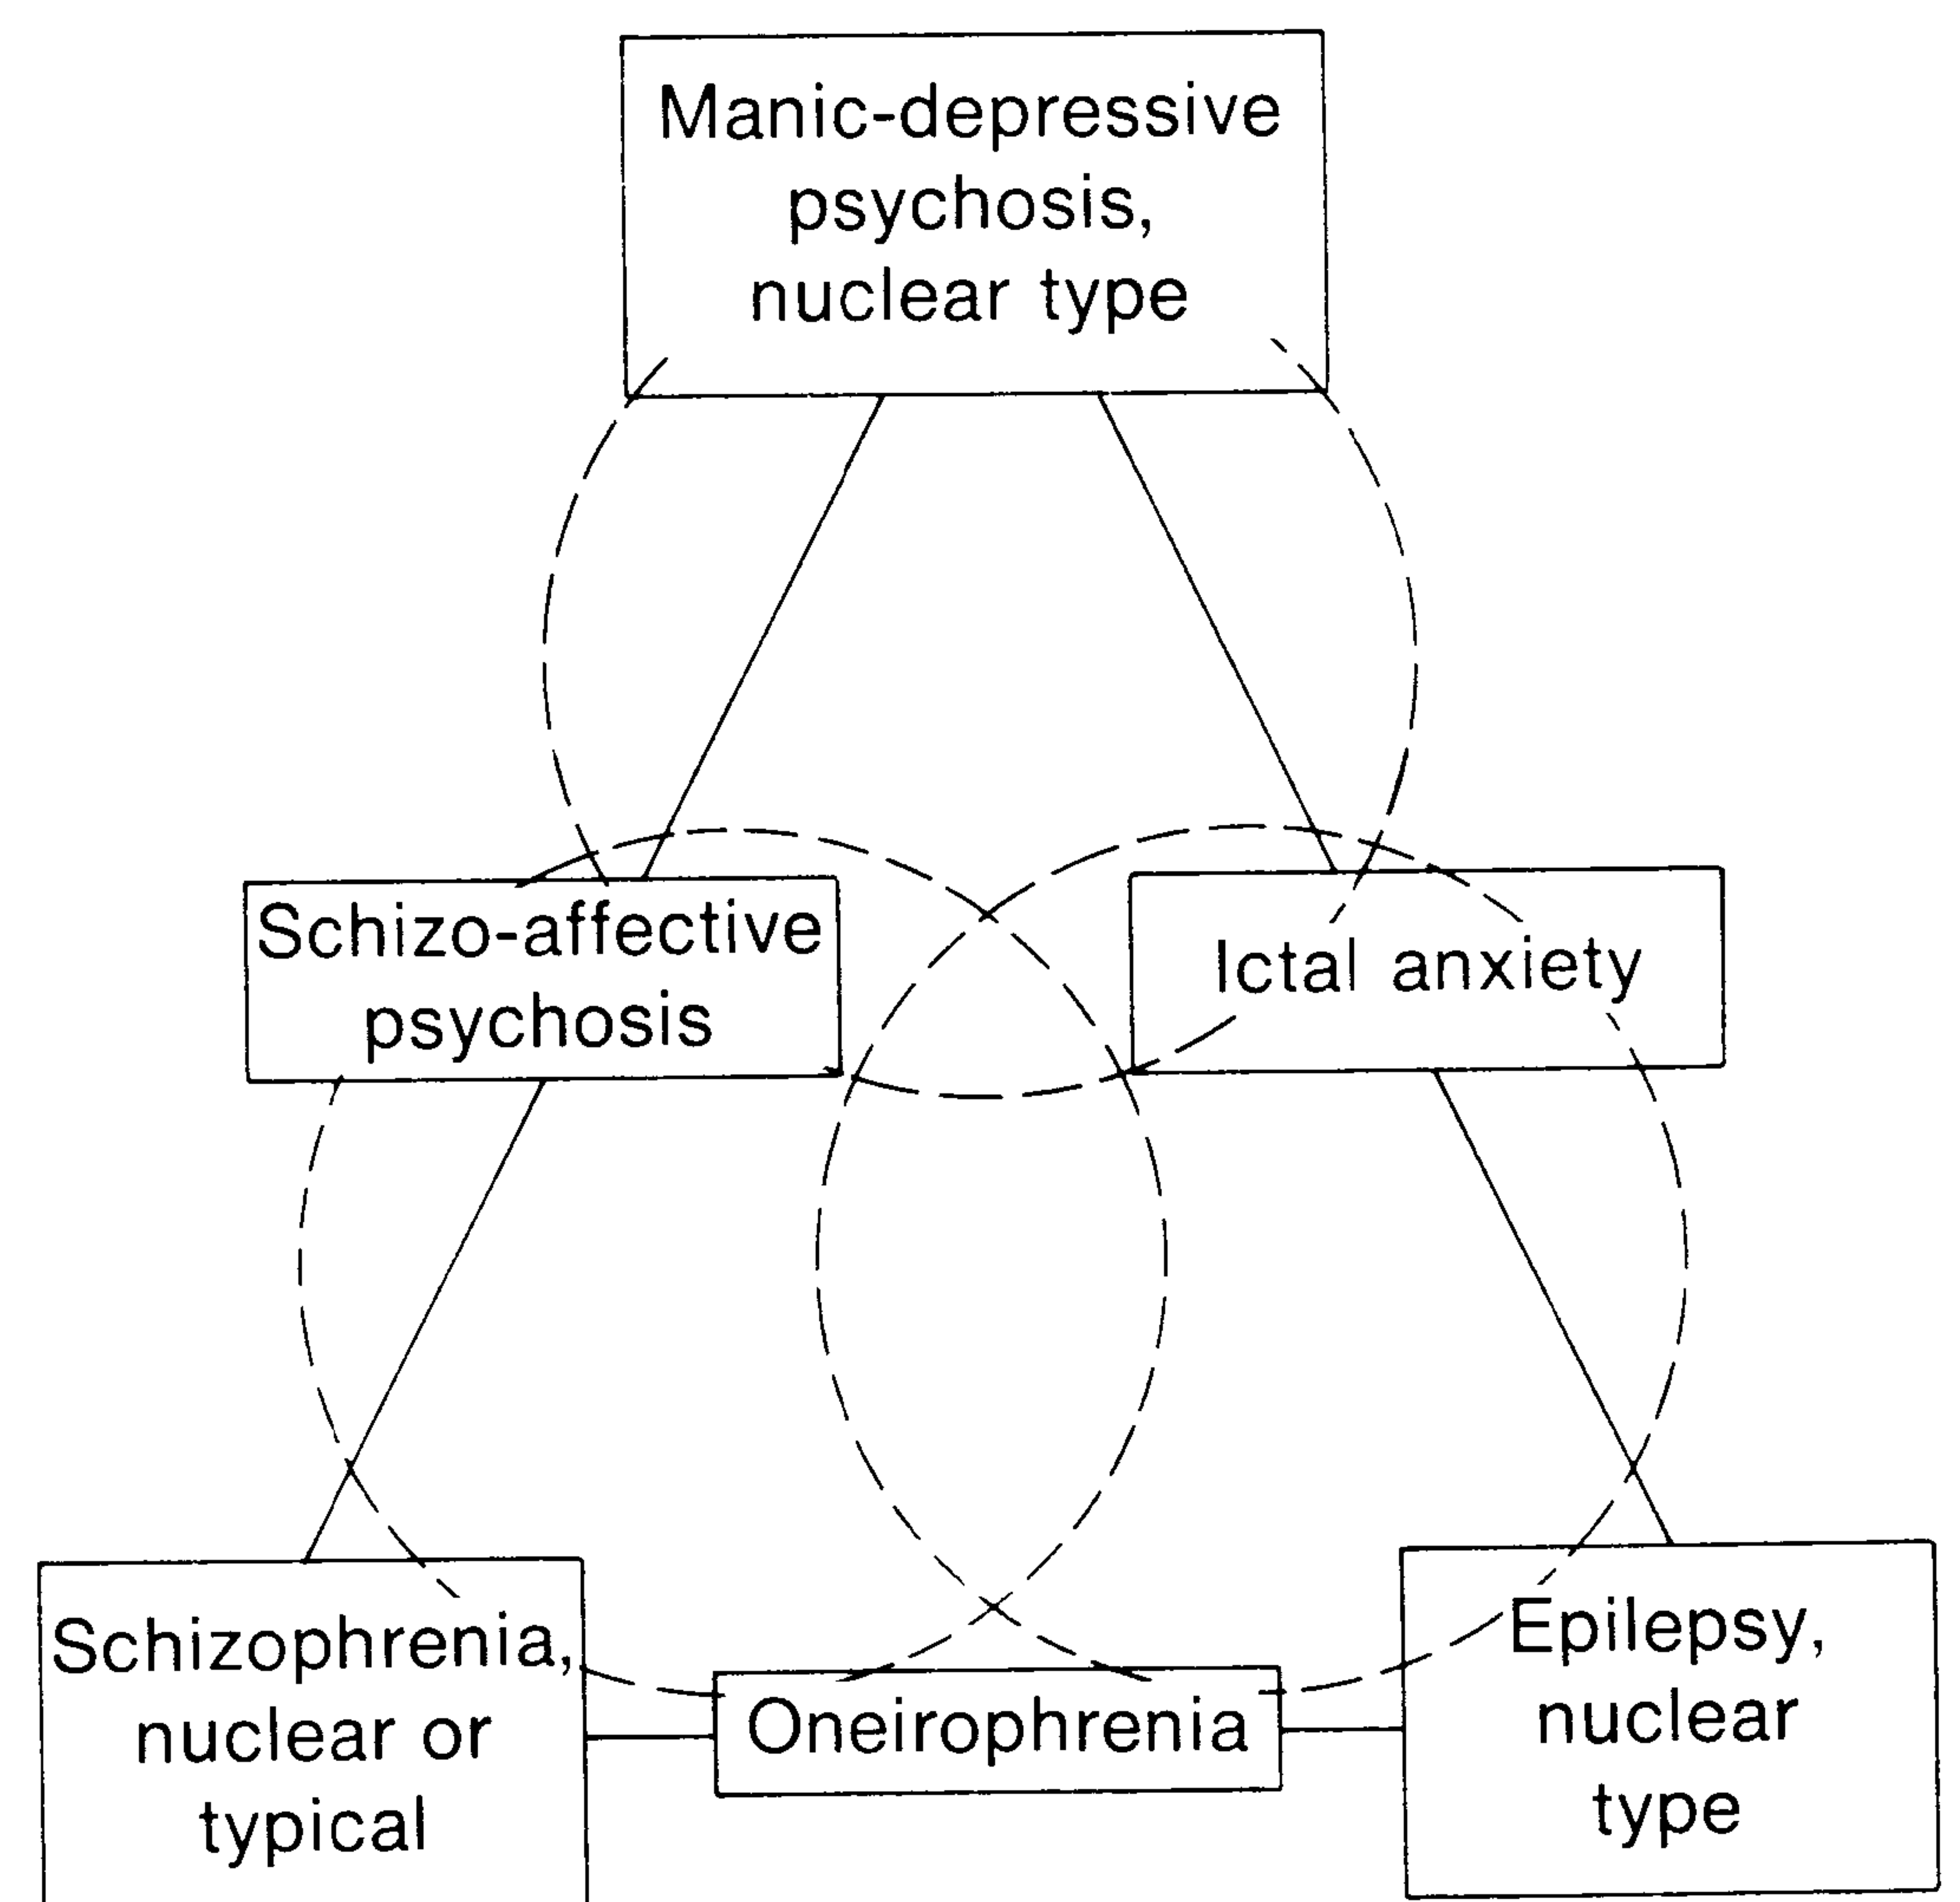 Manic-depressive
psychosis,
nuclear type
Schizo-affective
psychosis
Ictal anxiety
Schizophrenia,
nuclear or
typical
Oneirophrenia
Epilepsy,
nuclear
type